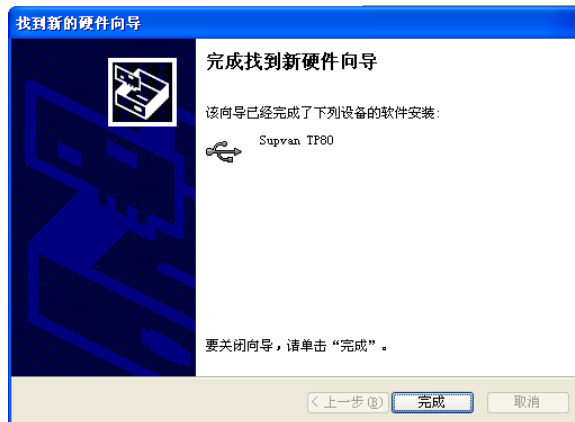 找到新的硬件向导
完成找到新硬件向导
该向导已经完成了下列设备的软件安装:
Supvan TP80
要关闭向导，请单击“完成”。
< 上一步(B)
完成
取消